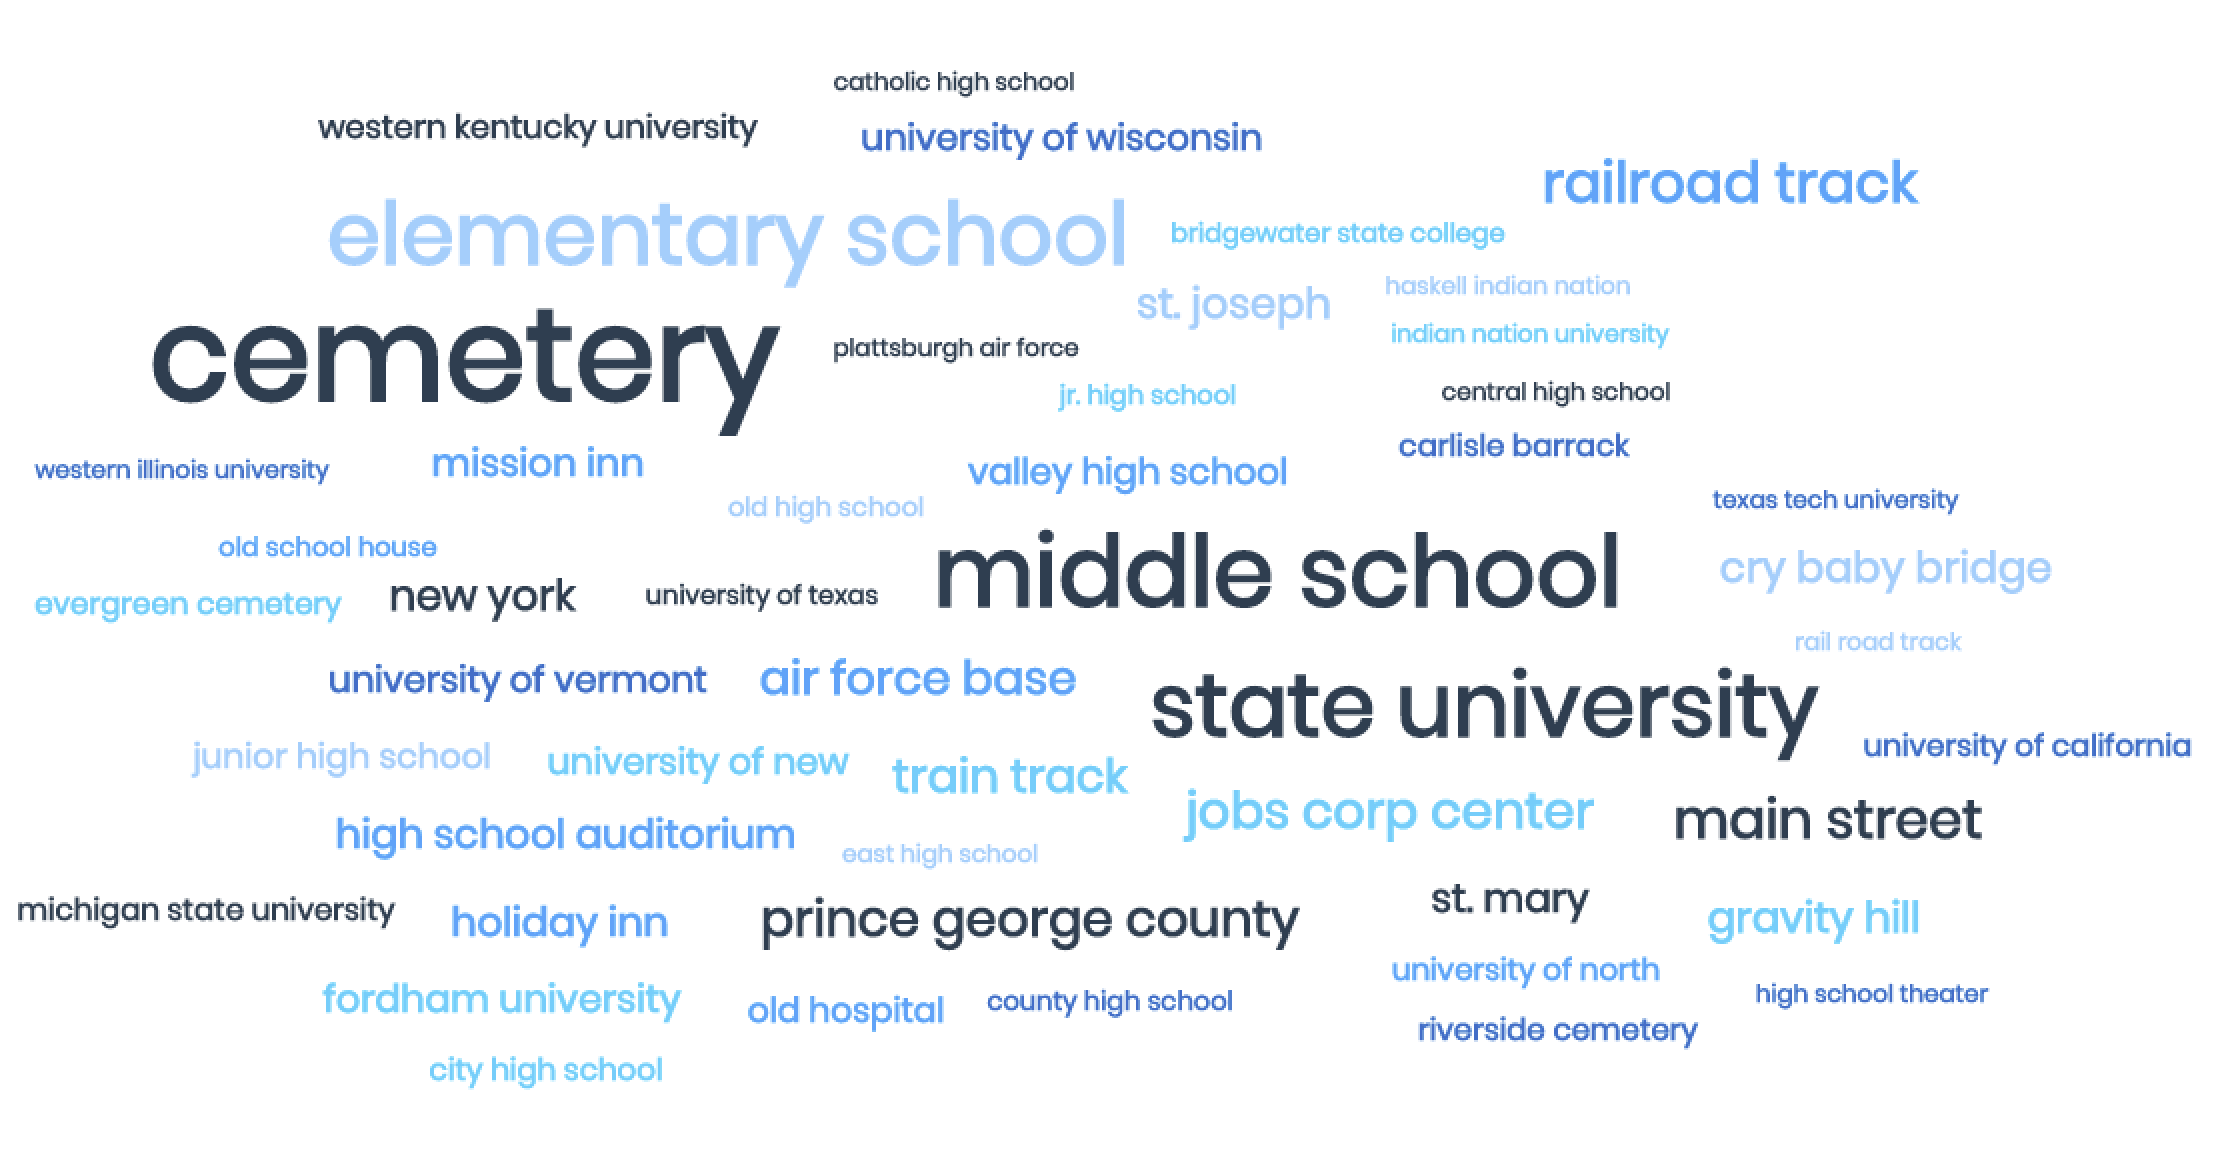 catholic high school
western kentucky university
university of wisconsin
railroad track
elementary school
bridgewater state college
haskell indian nation
st. joseph
indian nation university
cemetery
plattsburgh air force
jr. high school
central high school
carlisle barrack
western illinois university
mission inn
valley high school
old high school
texas tech university
old school house
middle school
cry baby bridge
evergreen cemetery
new york
university of texas
rail road track
university of vermont
air force base
state university
university of california
junior high school
university of new
train track
jobs corp center
main street
high school auditorium
east high school
michigan state university
holiday inn
prince george county
st. mary
gravity hill
university of north
fordham university
old hospital
county high school
high school theater
riverside cemetery
city high school